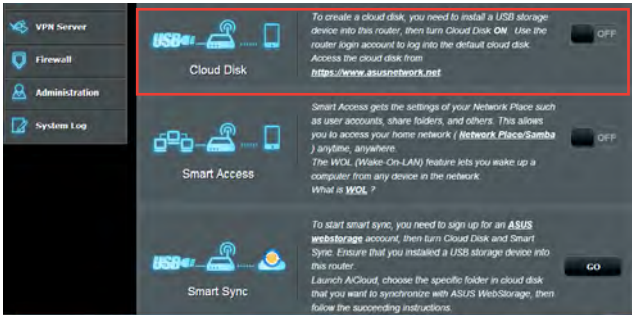 VPN Server
Firewall
Administration
System Log
USB
Cloud Disk
To create a cloud disk, you need to install a USB storage
device into this router, then turn Cloud Disk ON. Use the
router login account to log into the default cloud disk.
Access the cloud disk from
https://www.asusnetwork.net.
OFF
Smart Access
Smart Access gets the settings of your Network Place such
as user accounts, share folders, and others. This allows
you to access your home network ( Network Place/Samba
) anytime, anywhere.
The WOL (Wake-On-LAN) feature lets you wake up a
computer from any device in the network.
What is WOL ?
OFF
USB
Smart Sync
To start smart sync, you need to sign up for an ASUS
webstorage account, then turn Cloud Disk and Smart
Sync. Ensure that you installed a USB storage device into
this router.
Launch AiCloud, choose the specific folder in cloud disk
that you want to synchronize with ASUS WebStorage, then
follow the succeeding instructions.
GO